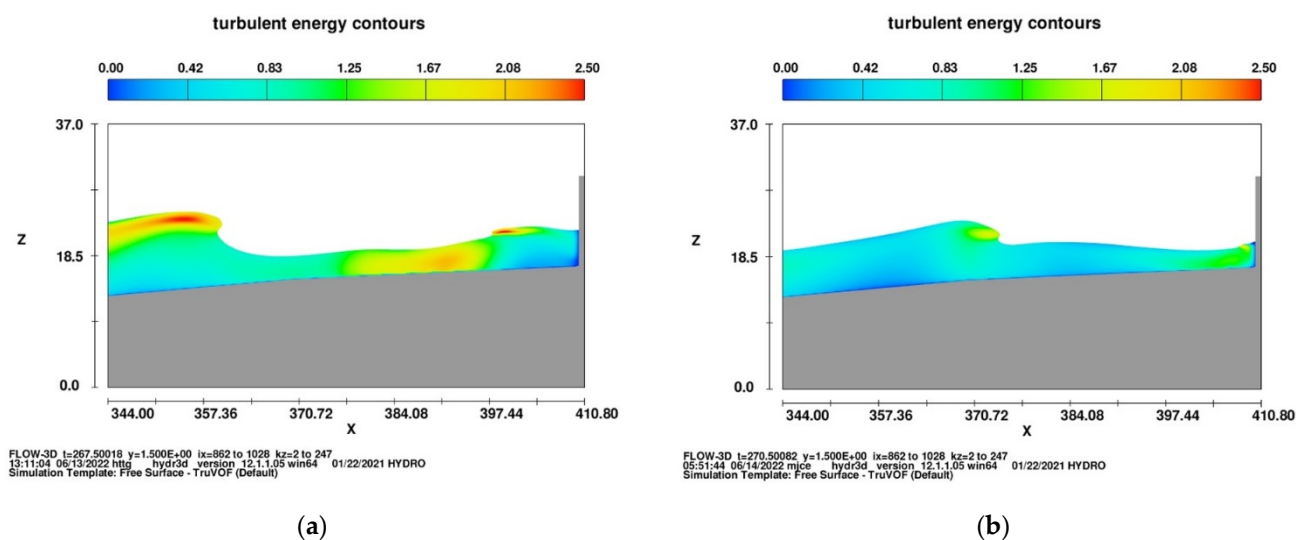 turbulent energy contours
0.00 0.42 0.83 1.25 1.67 2.08 2.50
37.0
Z
18.5
0.0
344.00 357.36 370.72 384.08 397.44 410.80
X
FLOW-3D t=267.50018 y=1.500E+00 ix=862 to 1028 kz=2 to 247
13:11:04 06/13/2022 httg hydr3d version 12.1.1.05 win64 01/22/2021 HYDRO
Simulation Template: Free Surface - TruVOF (Default)
(a)
turbulent energy contours
0.00 0.42 0.83 1.25 1.67 2.08 2.50
37.0
Z
18.5
0.0
344.00 357.36 370.72 384.08 397.44 410.80
X
FLOW-3D t=270.50082 y=1.500E+00 ix=862 to 1028 kz=2 to 247
05:51:44 06/14/2022 mjce hydr3d version 12.1.1.05 win64 01/22/2021 HYDRO
Simulation Template: Free Surface - TruVOF (Default)
(b)